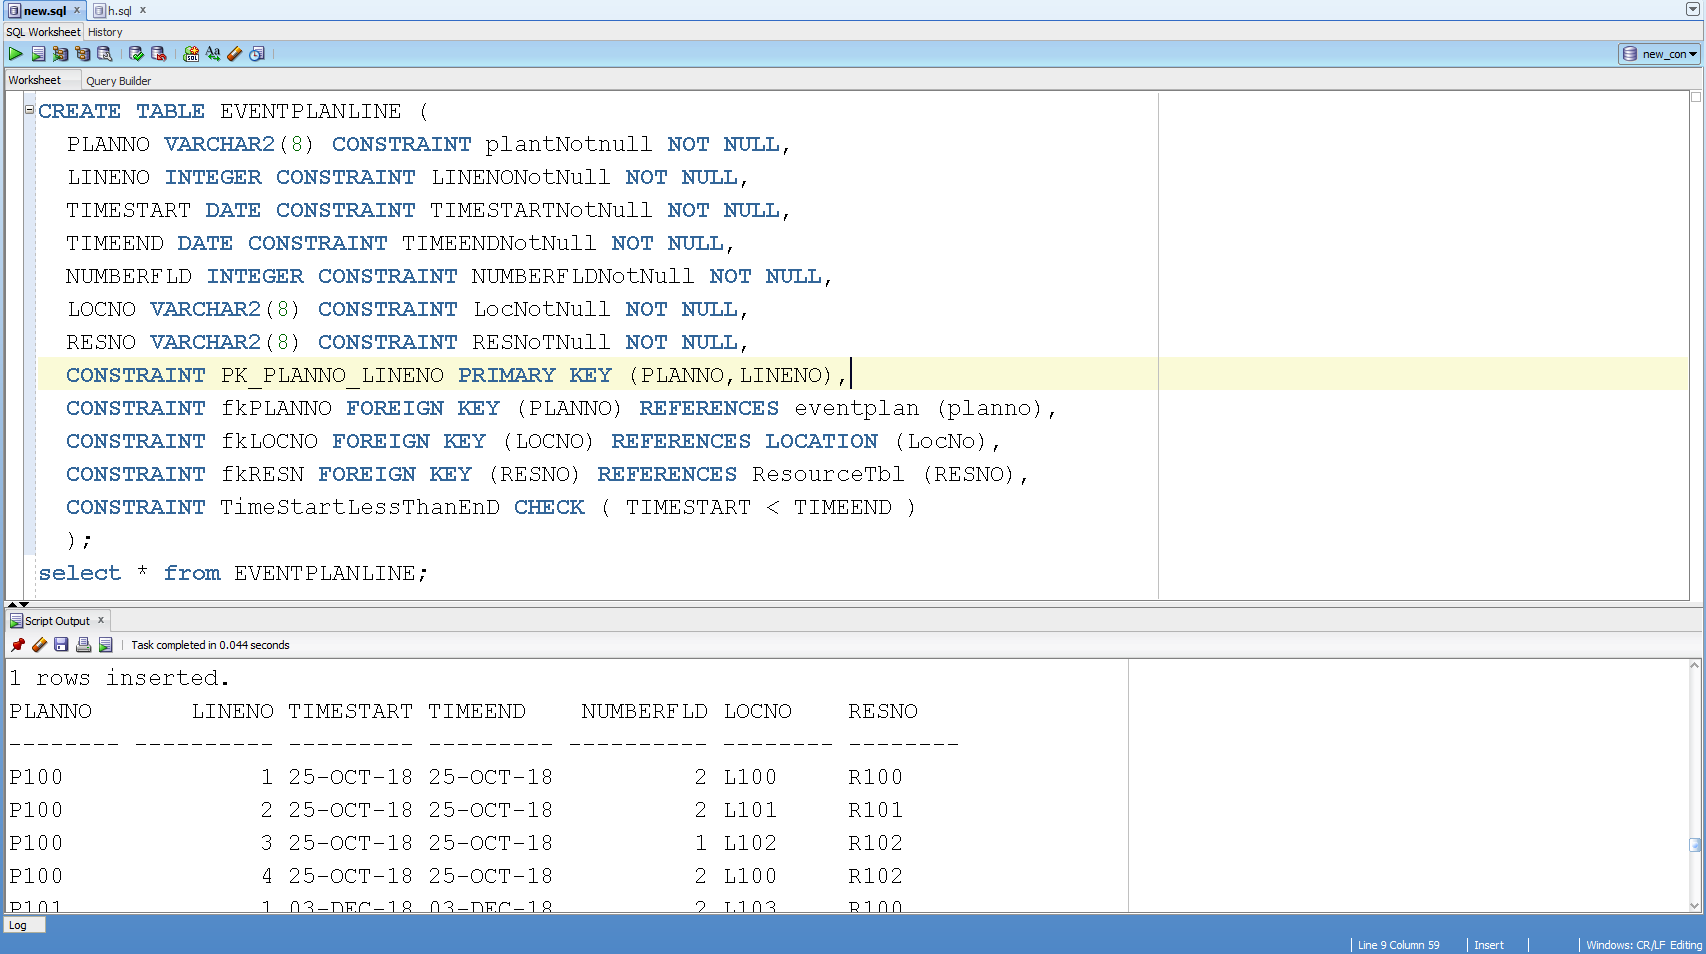 new.sql x h.sql x
SQL Worksheet History
Aa
new_con
Worksheet Query Builder
CREATE TABLE EVENTPLANLINE (
PLANNO VARCHAR2(8) CONSTRAINT plantNotnull NOT NULL,
LINENO INTEGER CONSTRAINT LINENONotNull NOT NULL,
TIMESTART DATE CONSTRAINT TIMESTARTNotNull NOT NULL,
TIMEEND DATE CONSTRAINT TIMEENDNotNull NOT NULL,
NUMBERFLD INTEGER CONSTRAINT NUMBERFLDNotNull NOT NULL,
LOCNO VARCHAR2(8) CONSTRAINT LocNotNull NOT NULL,
RESNO VARCHAR2(8) CONSTRAINT RESNoTNull NOT NULL,
CONSTRAINT PK_PLANNO_LINENO PRIMARY KEY (PLANNO,LINENO),
CONSTRAINT fkPLANNO FOREIGN KEY (PLANNO) REFERENCES eventplan (planno),
CONSTRAINT fkLOCNO FOREIGN KEY (LOCNO) REFERENCES LOCATION (LocNo),
CONSTRAINT fkRESN FOREIGN KEY (RESNO) REFERENCES ResourceTbl (RESNO),
CONSTRAINT TimeStartLessThanEnD CHECK ( TIMESTART < TIMEEND )
);
select * from EVENTPLANLINE;
Script Output x
Task completed in 0.044 seconds
1 rows inserted.
PLANNO LINENO TIMESTART TIMEEND NUMBERFLD LOCNO RESNO
-------- ---------- --------- --------- ---------- -------- --------
P100 1 25-OCT-18 25-OCT-18 2 L100 R100
P100 2 25-OCT-18 25-OCT-18 2 L101 R101
P100 3 25-OCT-18 25-OCT-18 1 L102 R102
P100 4 25-OCT-18 25-OCT-18 2 L100 R102
P101 1 03-DEC-18 03-DEC-18 2 L103 R100
Log
Line 9 Column 59 Insert Windows: CR/LF Editing